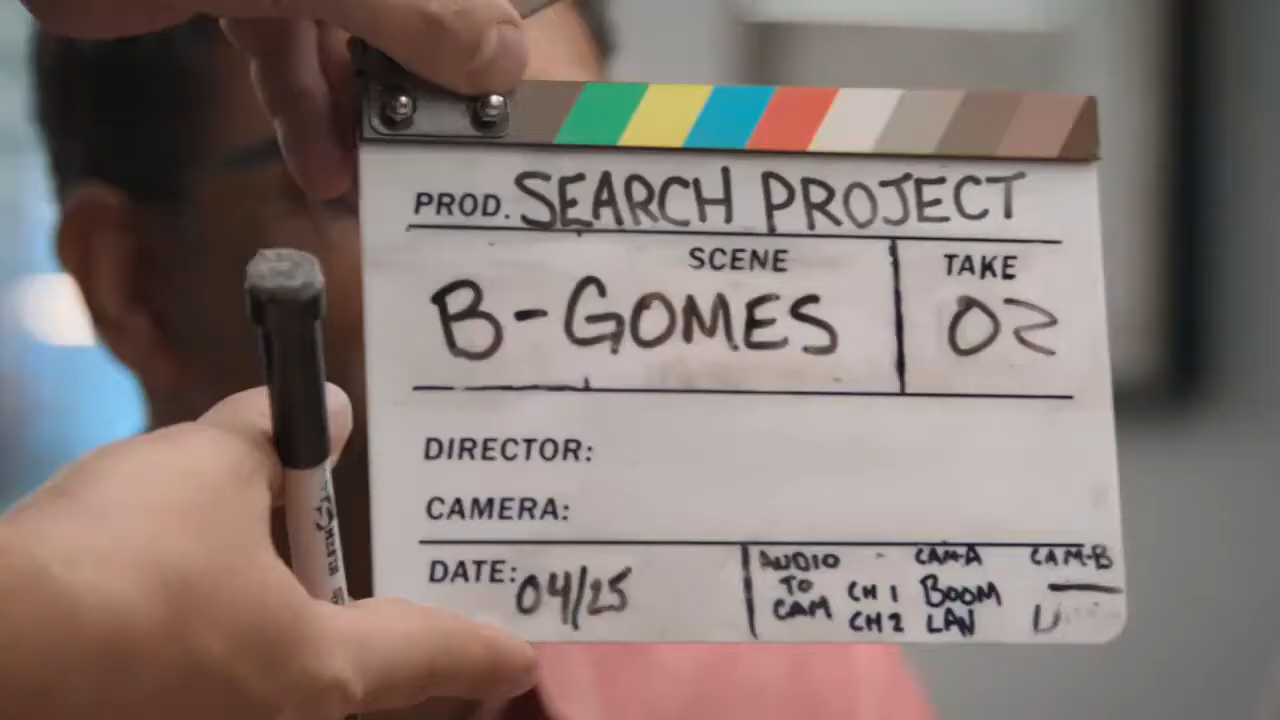 PROD. SEARCH PROJECT
SCENE
TAKE
B-GOMES
02
DIRECTOR:
CAMERA:
DATE: 04/25
AUDIO TO CAM
- CAM-A CAM-B
CH 1 BOOM —
CH 2 LAV